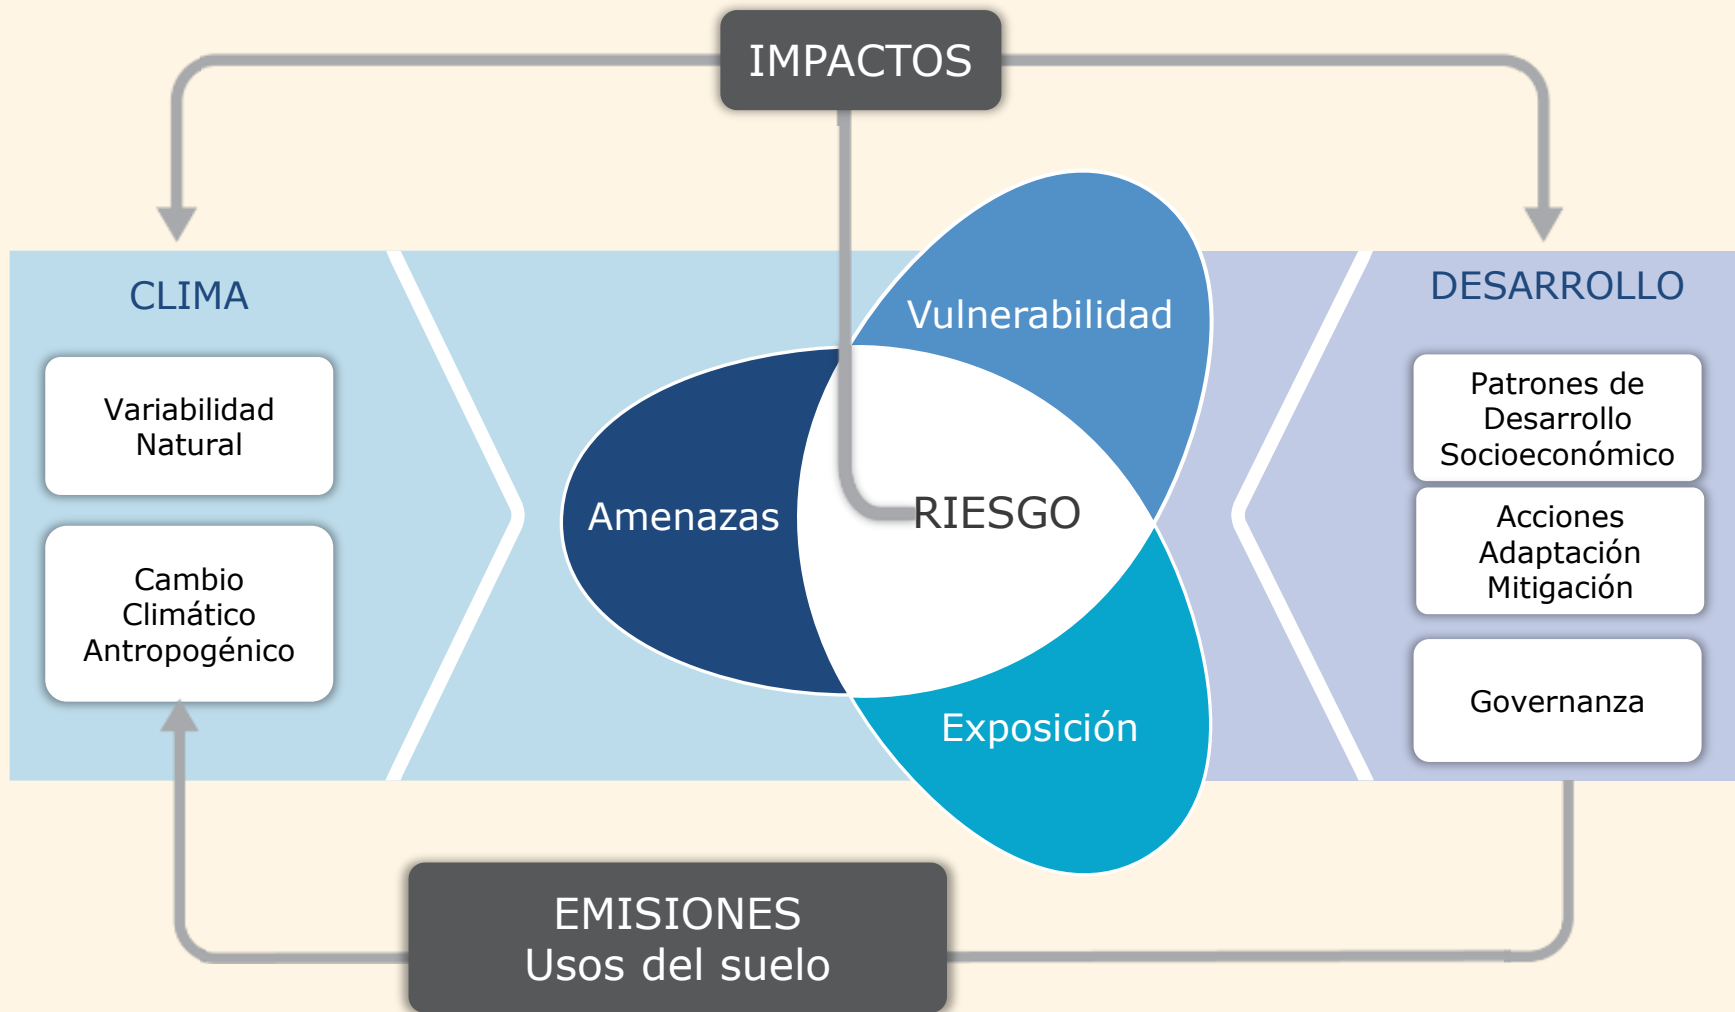 IMPACTOS
CLIMA
Variabilidad
Natural
Cambio
Climático
Antropogénico
Vulnerabilidad
Amenazas
RIESGO
Exposición
DESARROLLO
Patrones de
Desarrollo
Socioeconómico
Acciones
Adaptación
Mitigación
Governanza
EMISIONES
Usos del suelo